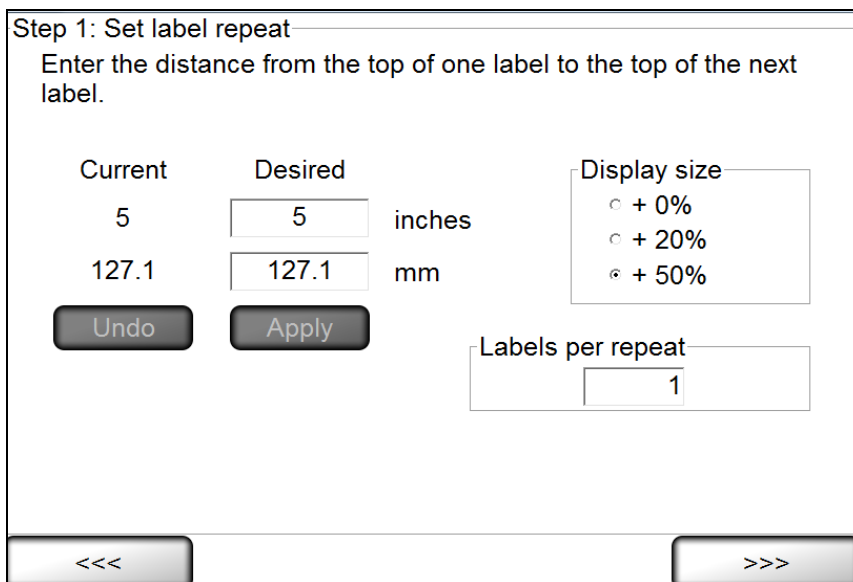 Step 1: Set label repeat
Enter the distance from the top of one label to the top of the next
label.
Current Desired
5 5 inches
127.1 127.1 mm
Undo Apply
Display size
+ 0%
+ 20%
+ 50%
Labels per repeat
1
<<< >>>